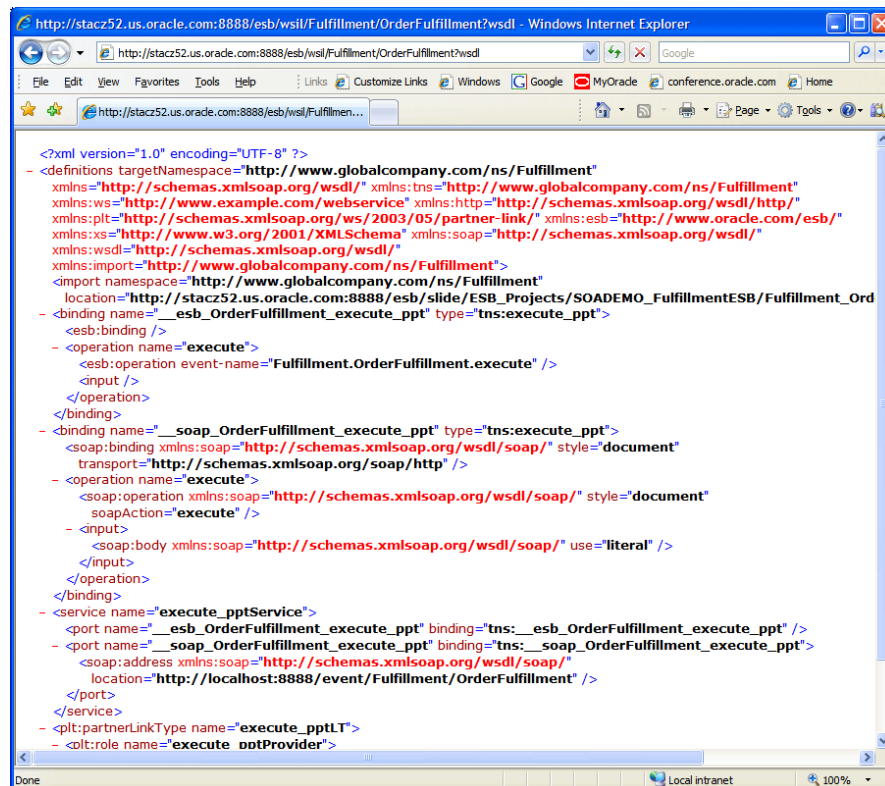 http://stacz52.us.oracle.com:8888/esb/wsil/Fulfillment/OrderFulfillment?wsdl - Windows Internet Explorer
http://stacz52.us.oracle.com:8888/esb/wsil/Fulfillment/OrderFulfillment?wsdl Google
File Edit View Favorites Tools Help Links Customize Links Windows Google MyOracle conference.oracle.com Home
http://stacz52.us.oracle.com:8888/esb/wsil/Fulfillmen... Page Tools
<?xml version="1.0" encoding="UTF-8" ?>
- <definitions targetNamespace="http://www.globalcompany.com/ns/Fulfillment"
xmlns="http://schemas.xmlsoap.org/wsdl/" xmlns:tns="http://www.globalcompany.com/ns/Fulfillment"
xmlns:ws="http://www.example.com/webservice" xmlns:http="http://schemas.xmlsoap.org/wsdl/http/"
xmlns:plt="http://schemas.xmlsoap.org/ws/2003/05/partner-link/" xmlns:esb="http://www.oracle.com/esb/"
xmlns:xs="http://www.w3.org/2001/XMLSchema" xmlns:soap="http://schemas.xmlsoap.org/wsdl/"
xmlns:wsdl="http://schemas.xmlsoap.org/wsdl/"
xmlns:import="http://www.globalcompany.com/ns/Fulfillment">
<import namespace="http://www.globalcompany.com/ns/Fulfillment"
location="http://stacz52.us.oracle.com:8888/esb/slide/ESB_Projects/SOADEMO_FulfillmentESB/Fulfillment_Ord
- <binding name="__esb_OrderFulfillment_execute_ppt" type="tns:execute_ppt">
<esb:binding />
- <operation name="execute">
<esb:operation event-name="Fulfillment.OrderFulfillment.execute" />
<input />
</operation>
</binding>
- <binding name="__soap_OrderFulfillment_execute_ppt" type="tns:execute_ppt">
<soap:binding xmlns:soap="http://schemas.xmlsoap.org/wsdl/soap/" style="document"
transport="http://schemas.xmlsoap.org/soap/http" />
- <operation name="execute">
<soap:operation xmlns:soap="http://schemas.xmlsoap.org/wsdl/soap/" style="document"
soapAction="execute" />
- <input>
<soap:body xmlns:soap="http://schemas.xmlsoap.org/wsdl/soap/" use="literal" />
</input>
</operation>
</binding>
- <service name="execute_pptService">
<port name="__esb_OrderFulfillment_execute_ppt" binding="tns:__esb_OrderFulfillment_execute_ppt" />
- <port name="__soap_OrderFulfillment_execute_ppt" binding="tns:__soap_OrderFulfillment_execute_ppt">
<soap:address xmlns:soap="http://schemas.xmlsoap.org/wsdl/soap/"
location="http://localhost:8888/event/Fulfillment/OrderFulfillment" />
</port>
</service>
- <plt:partnerLinkType name="execute_pptLT">
- <plt:role name="execute_pptProvider">
Done Local intranet 100%